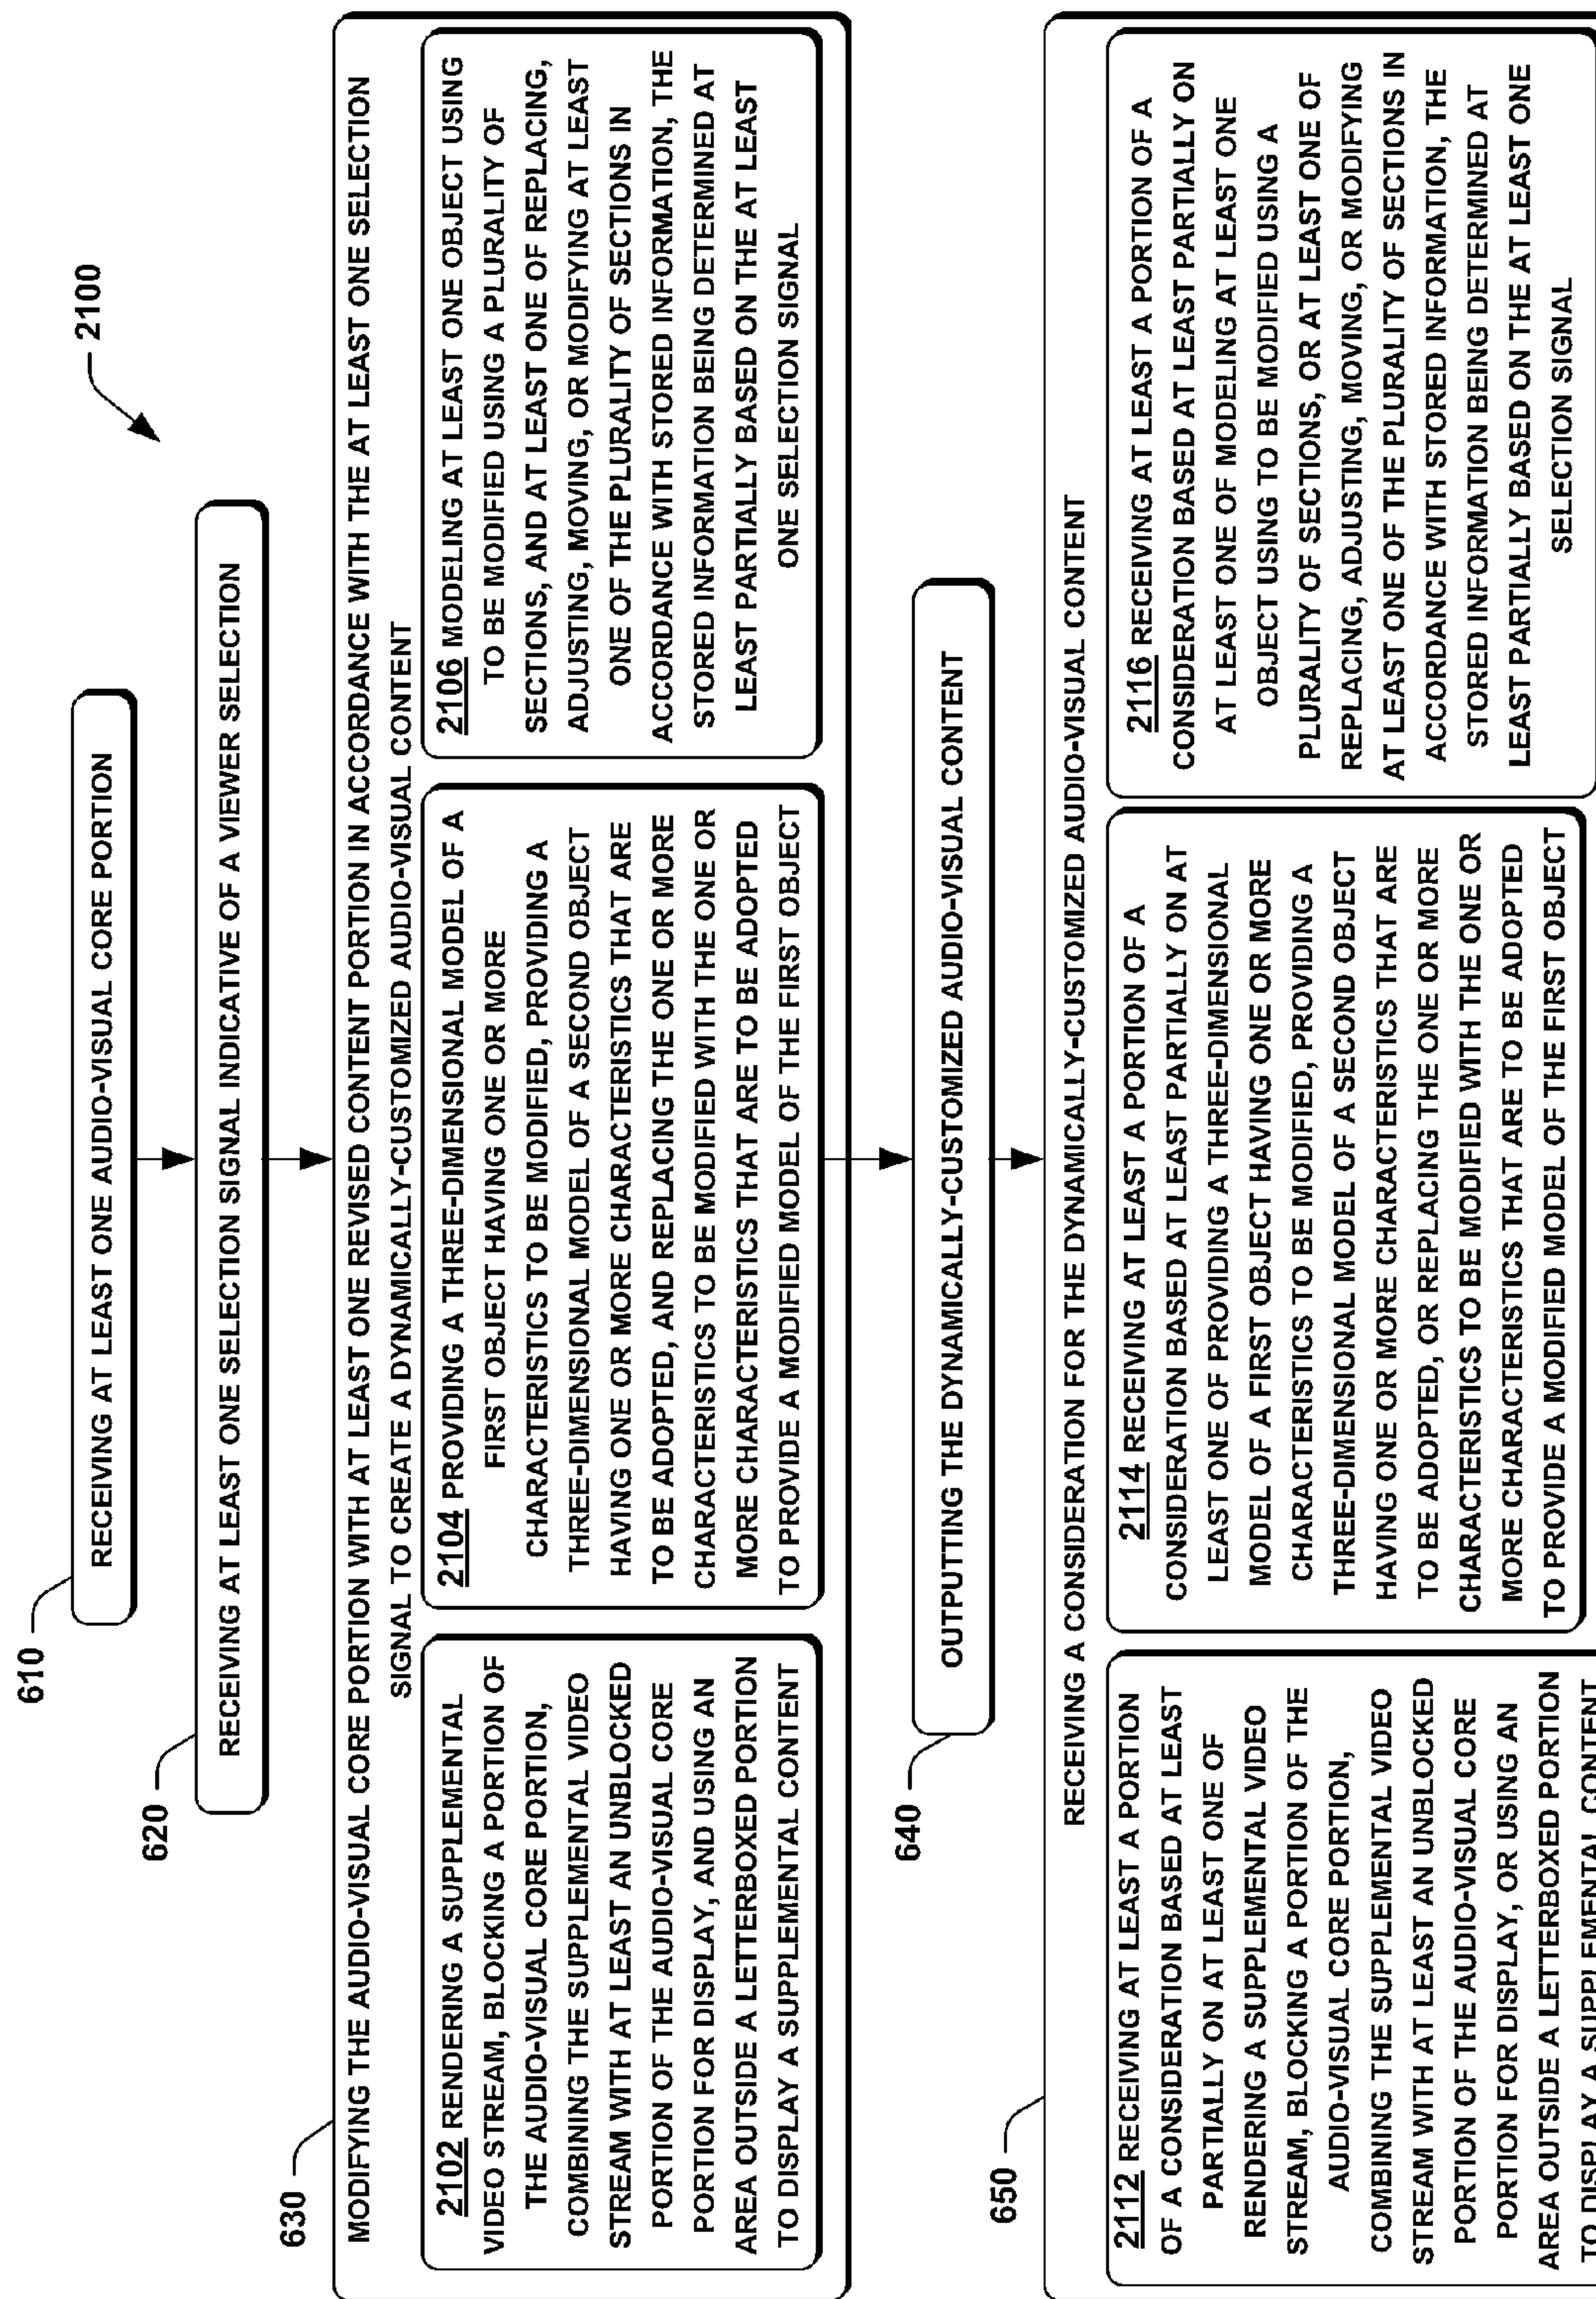 2100
610
RECEIVING AT LEAST ONE AUDIO-VISUAL CORE PORTION
620
RECEIVING AT LEAST ONE SELECTION SIGNAL INDICATIVE OF A VIEWER SELECTION
630
MODIFYING THE AUDIO-VISUAL CORE PORTION WITH AT LEAST ONE REVISED CONTENT PORTION IN ACCORDANCE WITH THE AT LEAST ONE SELECTION
SIGNAL TO CREATE A DYNAMICALLY-CUSTOMIZED AUDIO-VISUAL CONTENT
2102 RENDERING A SUPPLEMENTAL
VIDEO STREAM, BLOCKING A PORTION OF
THE AUDIO-VISUAL CORE PORTION,
COMBINING THE SUPPLEMENTAL VIDEO
STREAM WITH AT LEAST AN UNBLOCKED
PORTION OF THE AUDIO-VISUAL CORE
PORTION FOR DISPLAY, AND USING AN
AREA OUTSIDE A LETTERBOXED PORTION
TO DISPLAY A SUPPLEMENTAL CONTENT
2104 PROVIDING A THREE-DIMENSIONAL MODEL OF A
FIRST OBJECT HAVING ONE OR MORE
CHARACTERISTICS TO BE MODIFIED, PROVIDING A
THREE-DIMENSIONAL MODEL OF A SECOND OBJECT
HAVING ONE OR MORE CHARACTERISTICS THAT ARE
TO BE ADOPTED, AND REPLACING THE ONE OR MORE
CHARACTERISTICS TO BE MODIFIED WITH THE ONE OR
MORE CHARACTERISTICS THAT ARE TO BE ADOPTED
TO PROVIDE A MODIFIED MODEL OF THE FIRST OBJECT
2106 MODELING AT LEAST ONE OBJECT USING
TO BE MODIFIED USING A PLURALITY OF
SECTIONS, AND AT LEAST ONE OF REPLACING,
ADJUSTING, MOVING, OR MODIFYING AT LEAST
ONE OF THE PLURALITY OF SECTIONS IN
ACCORDANCE WITH STORED INFORMATION, THE
STORED INFORMATION BEING DETERMINED AT
LEAST PARTIALLY BASED ON THE AT LEAST
ONE SELECTION SIGNAL
640
OUTPUTTING THE DYNAMICALLY-CUSTOMIZED AUDIO-VISUAL CONTENT
650
RECEIVING A CONSIDERATION FOR THE DYNAMICALLY-CUSTOMIZED AUDIO-VISUAL CONTENT
2112 RECEIVING AT LEAST A PORTION
OF A CONSIDERATION BASED AT LEAST
PARTIALLY ON AT LEAST ONE OF
RENDERING A SUPPLEMENTAL VIDEO
STREAM, BLOCKING A PORTION OF THE
AUDIO-VISUAL CORE PORTION,
COMBINING THE SUPPLEMENTAL VIDEO
STREAM WITH AT LEAST AN UNBLOCKED
PORTION OF THE AUDIO-VISUAL CORE
PORTION FOR DISPLAY, OR USING AN
AREA OUTSIDE A LETTERBOXED PORTION
TO DISPLAY A SUPPLEMENTAL CONTENT
2114 RECEIVING AT LEAST A PORTION OF A
CONSIDERATION BASED AT LEAST PARTIALLY ON AT
LEAST ONE OF PROVIDING A THREE-DIMENSIONAL
MODEL OF A FIRST OBJECT HAVING ONE OR MORE
CHARACTERISTICS TO BE MODIFIED, PROVIDING A
THREE-DIMENSIONAL MODEL OF A SECOND OBJECT
HAVING ONE OR MORE CHARACTERISTICS THAT ARE
TO BE ADOPTED, OR REPLACING THE ONE OR MORE
CHARACTERISTICS TO BE MODIFIED WITH THE ONE OR
MORE CHARACTERISTICS THAT ARE TO BE ADOPTED
TO PROVIDE A MODIFIED MODEL OF THE FIRST OBJECT
2116 RECEIVING AT LEAST A PORTION OF A
CONSIDERATION BASED AT LEAST PARTIALLY ON
AT LEAST ONE OF MODELING AT LEAST ONE
OBJECT USING TO BE MODIFIED USING A
PLURALITY OF SECTIONS, OR AT LEAST ONE OF
REPLACING, ADJUSTING, MOVING, OR MODIFYING
AT LEAST ONE OF THE PLURALITY OF SECTIONS IN
ACCORDANCE WITH STORED INFORMATION, THE
STORED INFORMATION BEING DETERMINED AT
LEAST PARTIALLY BASED ON THE AT LEAST ONE
SELECTION SIGNAL